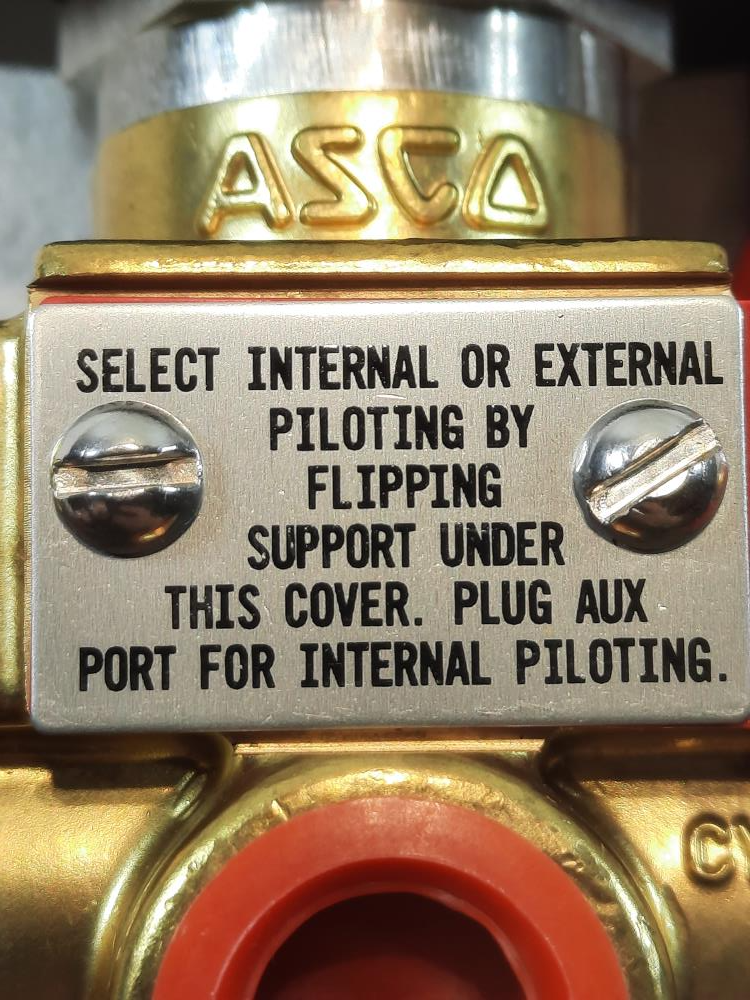 ASCO
SELECT INTERNAL OR EXTERNAL
PILOTING BY
FLIPPING
SUPPORT UNDER
THIS COVER. PLUG AUX
PORT FOR INTERNAL PILOTING.